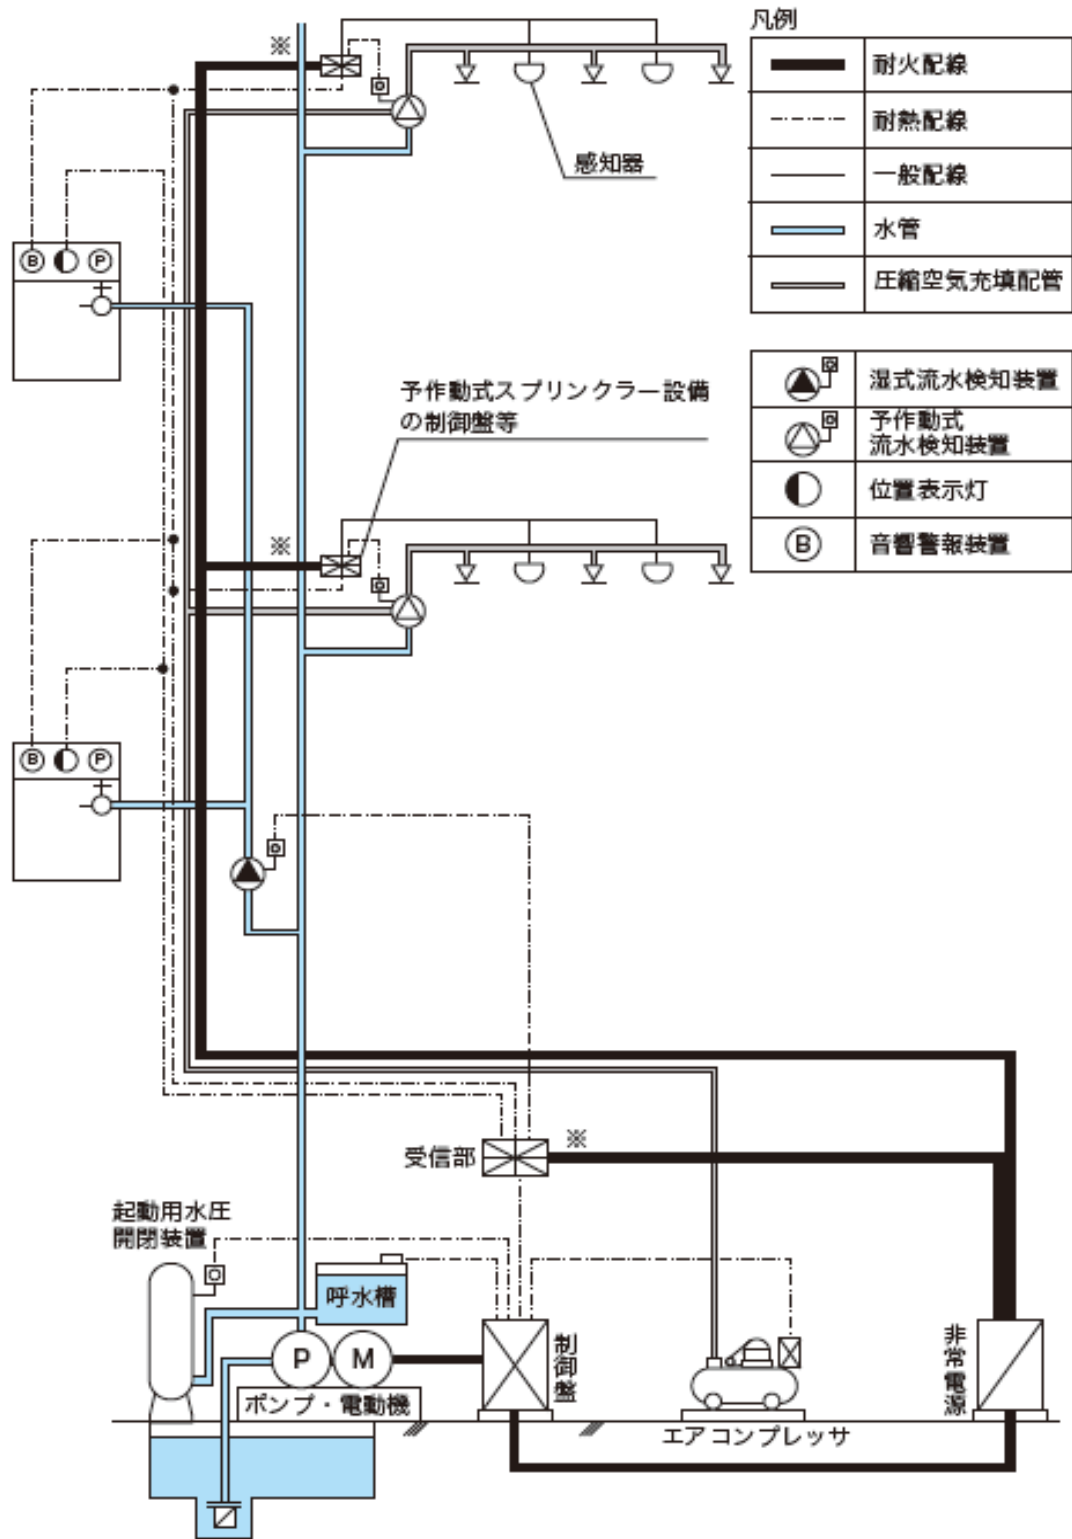 凡例
耐火配線
耐熱配線
一般配線
水管
圧縮空気充填配管
湿式流水検知装置
予作動式
流水検知装置
位置表示灯
B
音響警報装置
※
感知器
B
P
予作動式スプリンクラー設備
の制御盤等
※
B
P
※
受信部
起動用水圧
開閉装置
呼水槽
P
M
ポンプ・電動機
制御盤
エアコンプレッサ
非常電源